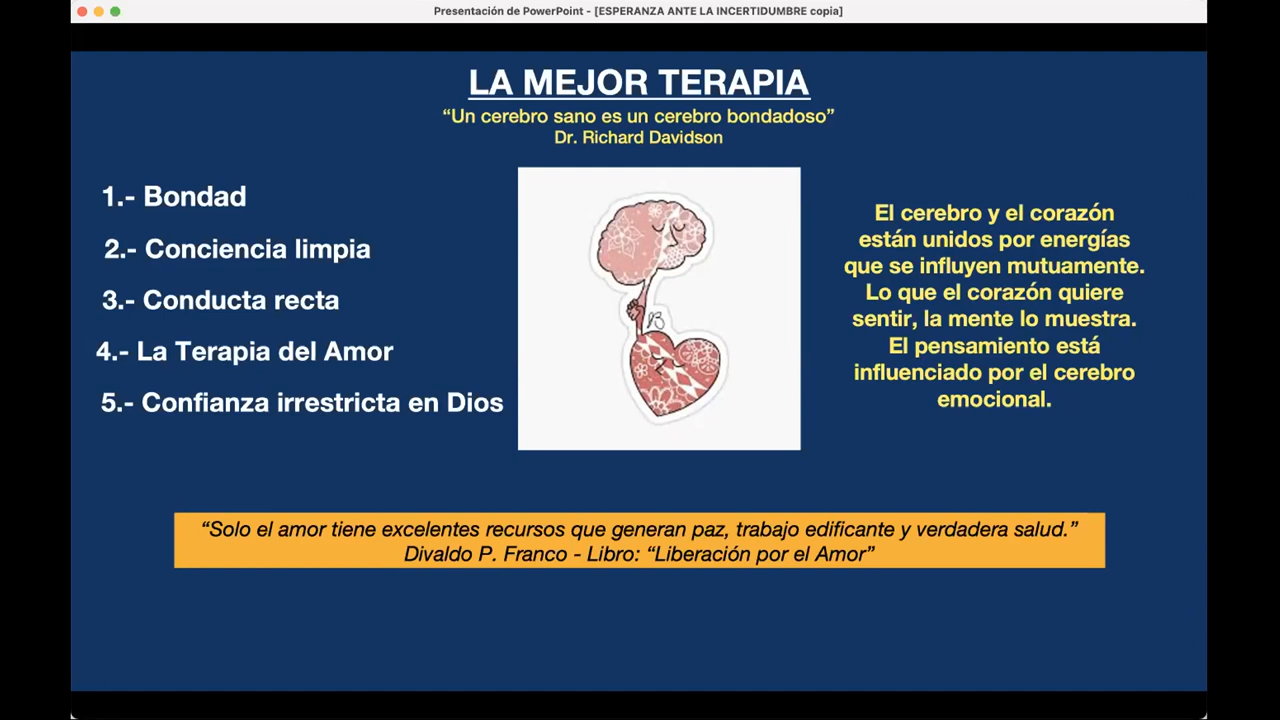 Presentación de PowerPoint - [ESPERANZA ANTE LA INCERTIDUMBRE copia]
LA MEJOR TERAPIA
“Un cerebro sano es un cerebro bondadoso”
Dr. Richard Davidson
1.- Bondad
2.- Conciencia limpia
3.- Conducta recta
4.- La Terapia del Amor
5.- Confianza irrestricta en Dios
El cerebro y el corazón
están unidos por energías
que se influyen mutuamente.
Lo que el corazón quiere
sentir, la mente lo muestra.
El pensamiento está
influenciado por el cerebro
emocional.
“Solo el amor tiene excelentes recursos que generan paz, trabajo edificante y verdadera salud.”
Divaldo P. Franco - Libro: “Liberación por el Amor”